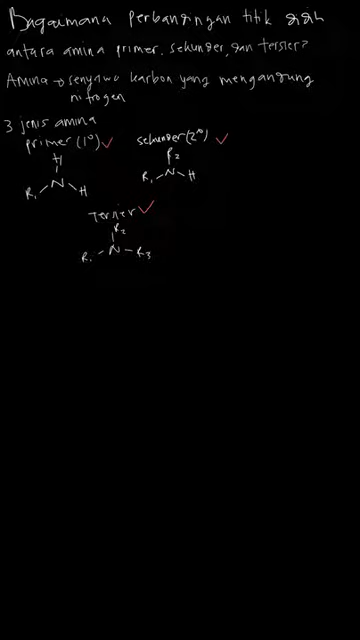 Bagaimana perbandingan titik didih
antara amina primer, sekunder, dan tersier?
Amina → senyawa karbon yang mengandung
nitrogen
3 jenis amina
primer (1°) ✓
H
R₁ N H
sekunder (2°) ✓
R₂
R₁ N H
Tersier ✓
R₂
R₁ N R₃